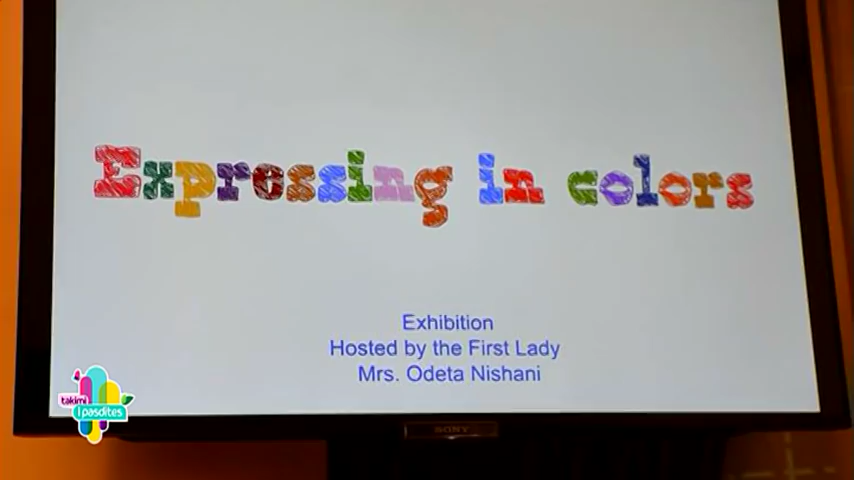 Expressing in colors
Exhibition
Hosted by the First Lady
Mrs. Odeta Nishani
takimi
i pasdites
SONY